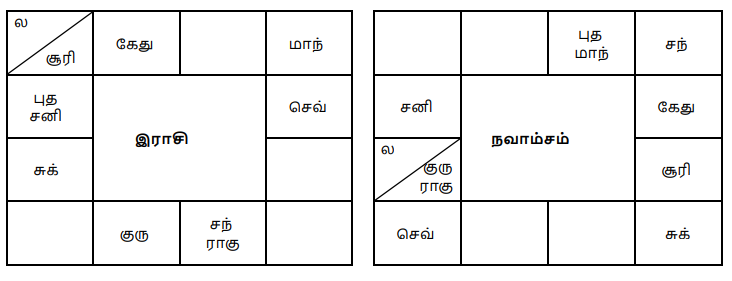 ல
சூரி
கேது
மாந்
புத
சனி
செவ்
இராசி
சுக்
குரு
சந்
ராகு
புத
மாந்
சந்
சனி
கேது
நவாம்சம்
ல
குரு
ராகு
சூரி
செவ்
சுக்